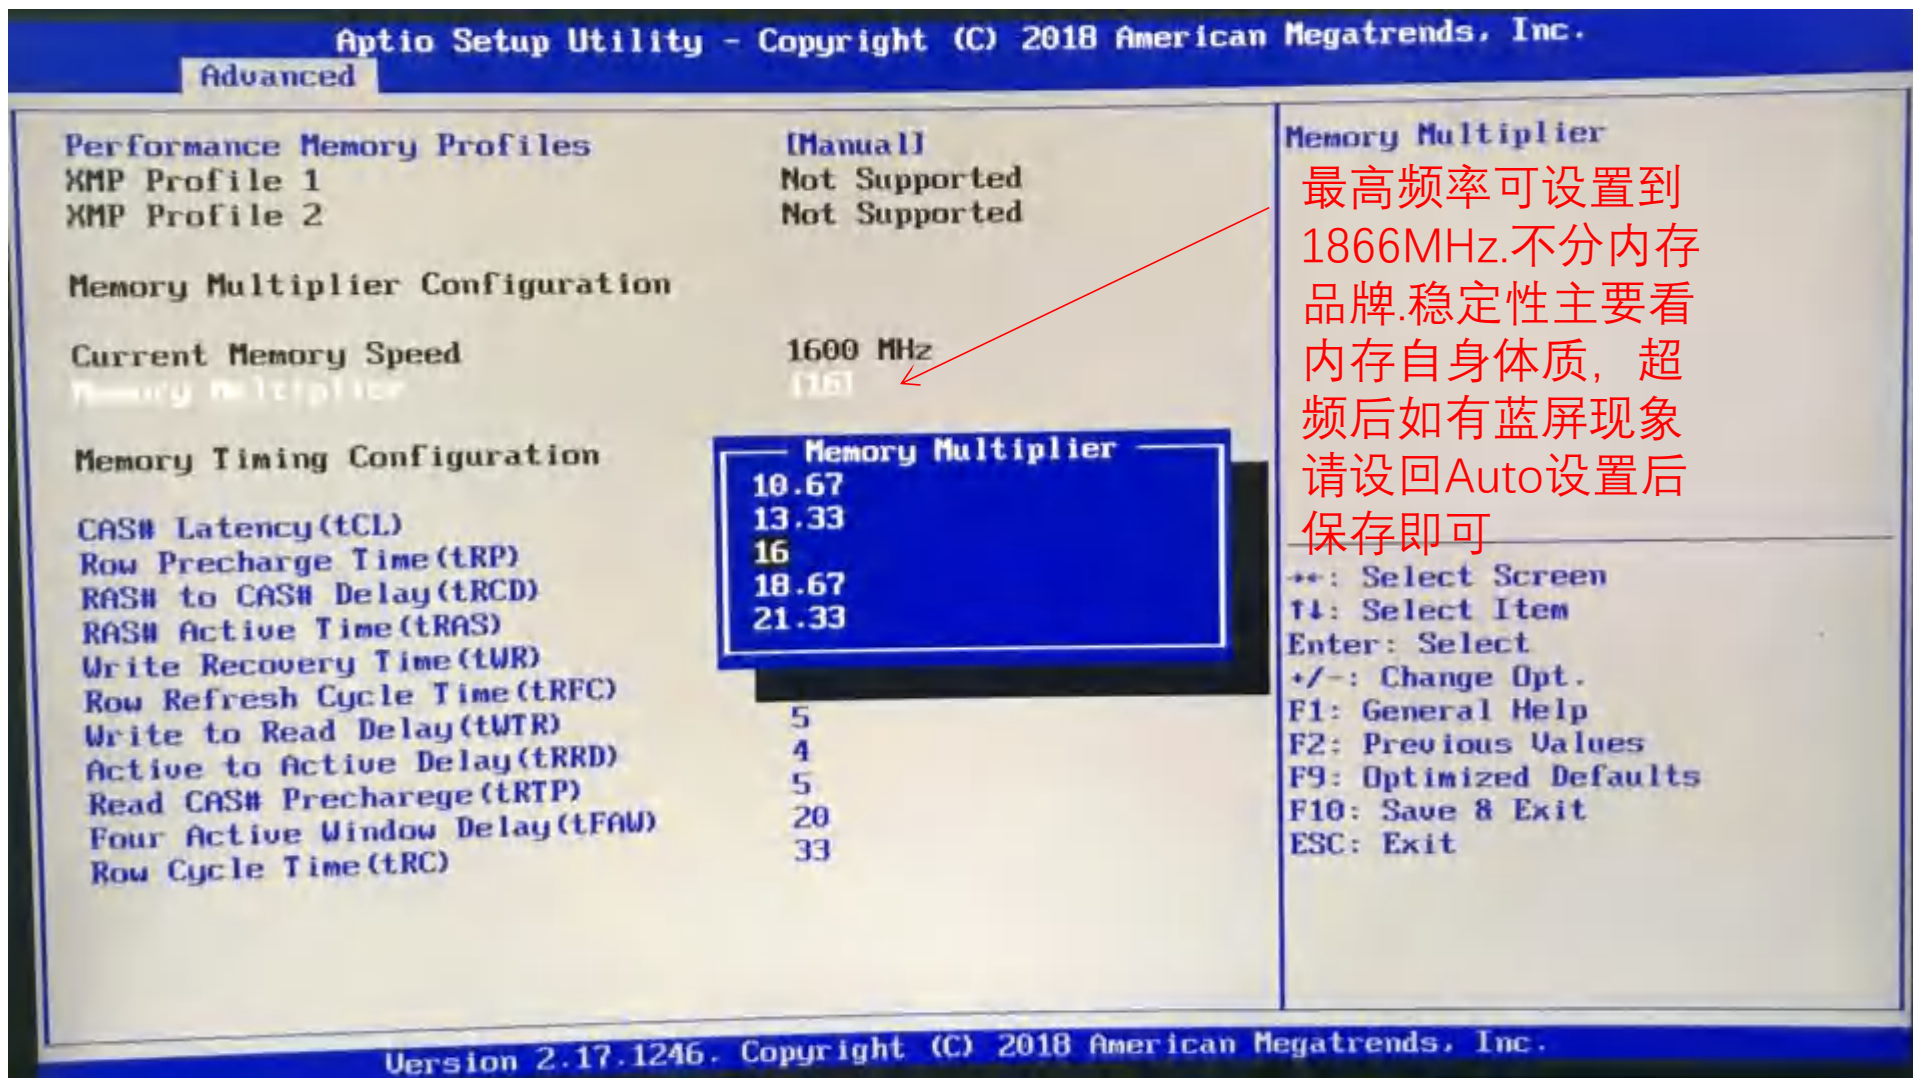 Aptio Setup Utility - Copyright (C) 2018 American Megatrends, Inc.
Advanced
Performance Memory Profiles [Manual]
XMP Profile 1 Not Supported
XMP Profile 2 Not Supported
Memory Multiplier Configuration
Current Memory Speed 1600 MHz
Memory Multiplier [16]
Memory Timing Configuration
CAS# Latency(tCL)
Row Precharge Time(tRP)
RAS# to CAS# Delay(tRCD)
RAS# Active Time(tRAS)
Write Recovery Time(tWR)
Row Refresh Cycle Time(tRFC)
Write to Read Delay(tWTR) 5
Active to Active Delay(tRRD) 4
Read CAS# Precharege(tRTP) 5
Four Active Window Delay(tFAW) 20
Row Cycle Time(tRC) 33
Memory Multiplier
10.67
13.33
16
18.67
21.33
Memory Multiplier
最高频率可设置到
1866MHz.不分内存
品牌.稳定性主要看
内存自身体质，超
频后如有蓝屏现象
请设回Auto设置后
保存即可
→←: Select Screen
↑↓: Select Item
Enter: Select
+/-: Change Opt.
F1: General Help
F2: Previous Values
F9: Optimized Defaults
F10: Save & Exit
ESC: Exit
Version 2.17.1246. Copyright (C) 2018 American Megatrends, Inc.